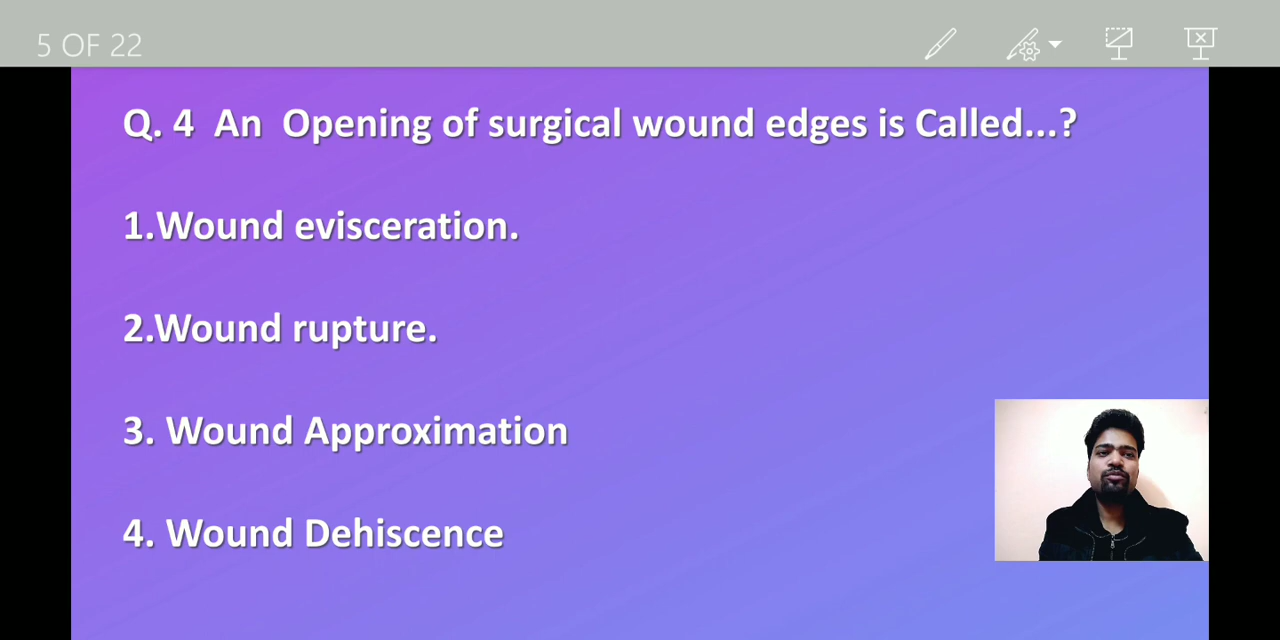 5 OF 22
Q. 4 An Opening of surgical wound edges is Called...?
1.Wound evisceration.
2.Wound rupture.
3. Wound Approximation
4. Wound Dehiscence